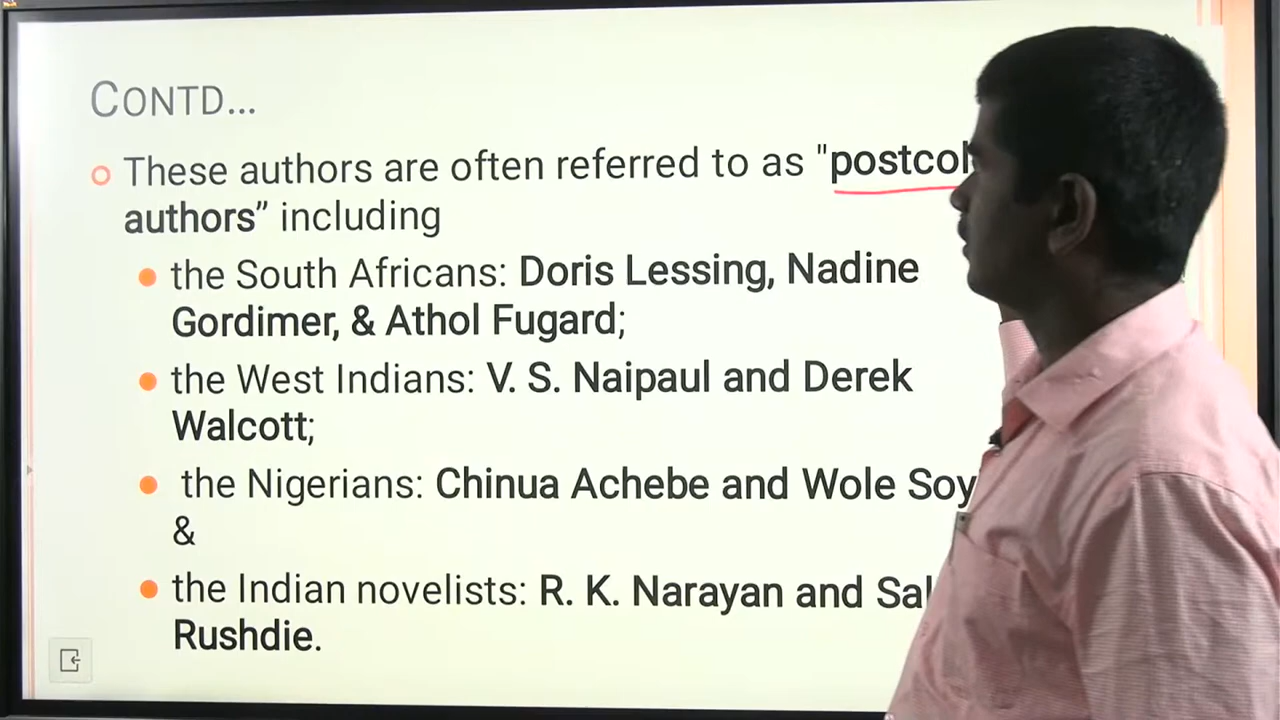 CONTD...
These authors are often referred to as "postcol
authors” including
the South Africans: Doris Lessing, Nadine
Gordimer, & Athol Fugard;
the West Indians: V. S. Naipaul and Derek
Walcott;
the Nigerians: Chinua Achebe and Wole Soy
&
the Indian novelists: R. K. Narayan and Sal
Rushdie.